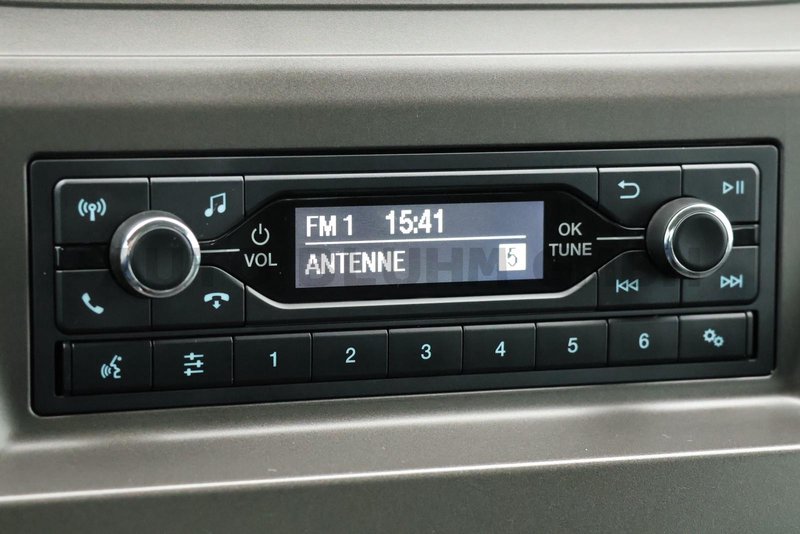 FM 1 15:41
ANTENNE 5
VOL
OK
TUNE
1 2 3 4 5 6